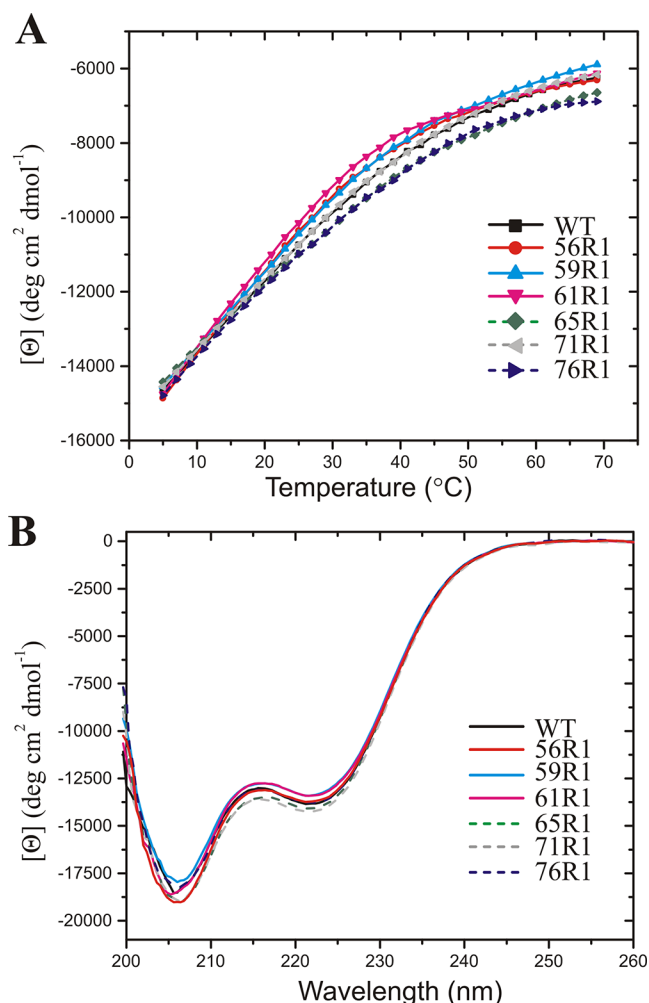 A
[Θ] (deg cm² dmol⁻¹)
-6000
-8000
-10000
-12000
-14000
-16000
WT
56R1
59R1
61R1
65R1
71R1
76R1
0 10 20 30 40 50 60 70
Temperature (°C)
B
[Θ] (deg cm² dmol⁻¹)
0
-2500
-5000
-7500
-10000
-12500
-15000
-17500
-20000
WT
56R1
59R1
61R1
65R1
71R1
76R1
200 210 220 230 240 250 260
Wavelength (nm)